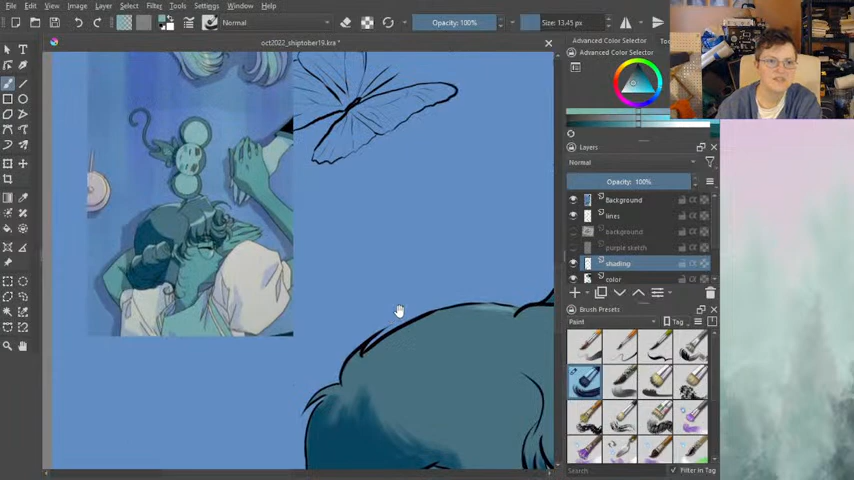 File Edit View Image Layer Select Filter Tools Settings Window Help
Normal
Opacity: 100%
Size: 13.45 px
oct2022_shiptober19.kra *
Advanced Color Selector
Advanced Color Selector
Layers
Normal
Opacity: 100%
Background
lines
background
purple sketch
shading
color
Brush Presets
Paint
Tag
Search
Filter in Tag